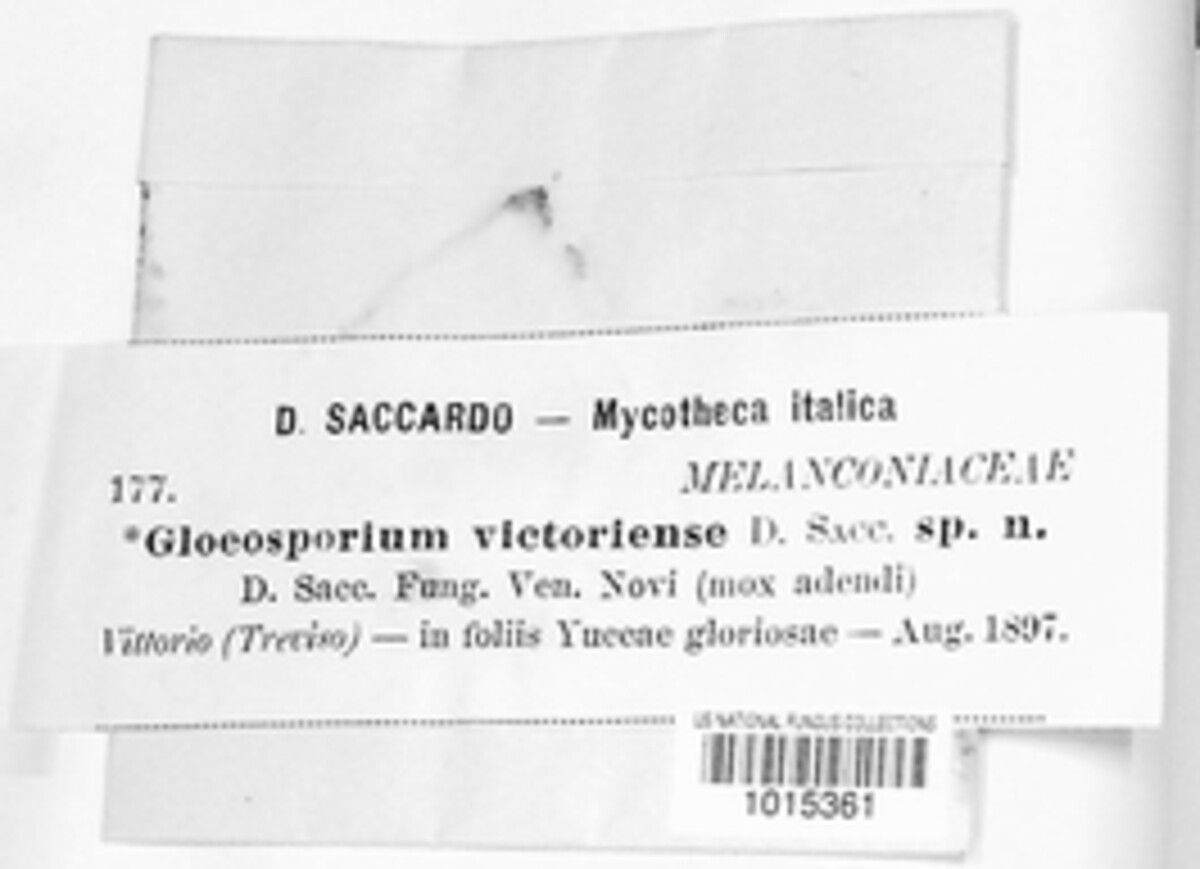 D. SACCARDO — Mycotheca italica
177.
MELANCONIACEAE
*Gloeosporium victoriense D. Sacc. sp. n.
D. Sacc. Fung. Ven. Novi (mox adendi)
Vittorio (Treviso) — in foliis Yuccae gloriosae — Aug. 1897.
US NATIONAL FUNGUS COLLECTIONS
1015361